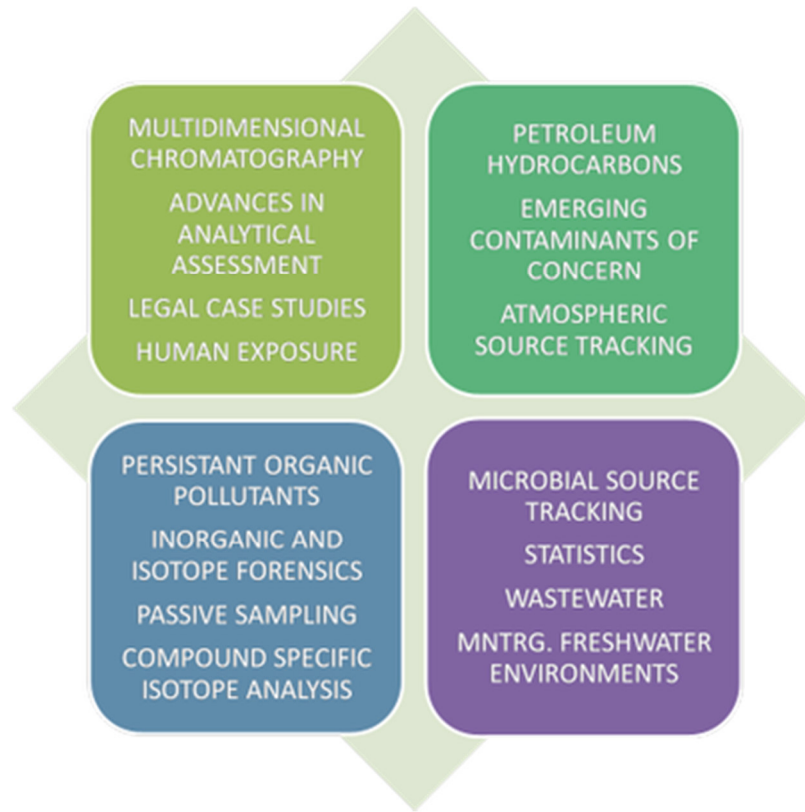 MULTIDIMENSIONAL
CHROMATOGRAPHY
ADVANCES IN
ANALYTICAL
ASSESSMENT
LEGAL CASE STUDIES
HUMAN EXPOSURE
PETROLEUM
HYDROCARBONS
EMERGING
CONTAMINANTS OF
CONCERN
ATMOSPHERIC
SOURCE TRACKING
PERSISTANT ORGANIC
POLLUTANTS
INORGANIC AND
ISOTOPE FORENSICS
PASSIVE SAMPLING
COMPOUND SPECIFIC
ISOTOPE ANALYSIS
MICROBIAL SOURCE
TRACKING
STATISTICS
WASTEWATER
MNTRG. FRESHWATER
ENVIRONMENTS